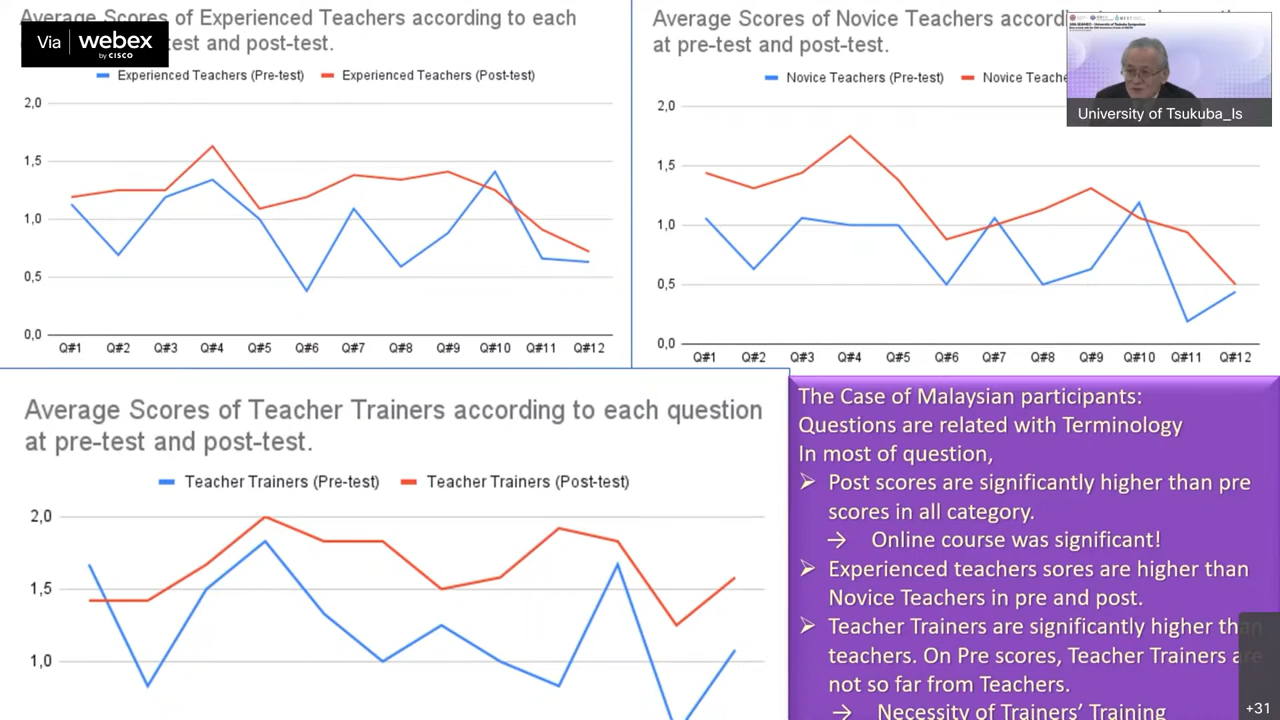 Average Scores of Experienced Teachers according to each
test and post-test.
Via webex
by CISCO
Experienced Teachers (Pre-test) Experienced Teachers (Post-test)
2,0
1,5
1,0
0,5
0,0
Q#1 Q#2 Q#3 Q#4 Q#5 Q#6 Q#7 Q#8 Q#9 Q#10 Q#11 Q#12
Average Scores of Novice Teachers
at pre-test and post-test.
Novice Teachers (Pre-test) Novice
2,0
1,5
1,0
0,5
0,0
Q#1 Q#2 Q#3 Q#4 Q#5 Q#6 Q#7 Q#8 Q#9 Q#10 Q#11 Q#12
University of Tsukuba_Is
Average Scores of Teacher Trainers according to each question
at pre-test and post-test.
Teacher Trainers (Pre-test) Teacher Trainers (Post-test)
2,0
1,5
1,0
The Case of Malaysian participants:
Questions are related with Terminology
In most of question,
➢ Post scores are significantly higher than pre
scores in all category.
→ Online course was significant!
➢ Experienced teachers sores are higher than
Novice Teachers in pre and post.
➢ Teacher Trainers are significantly higher than
teachers. On Pre scores, Teacher Trainers are
not so far from Teachers.
→ Necessity of Trainers' Training
+31